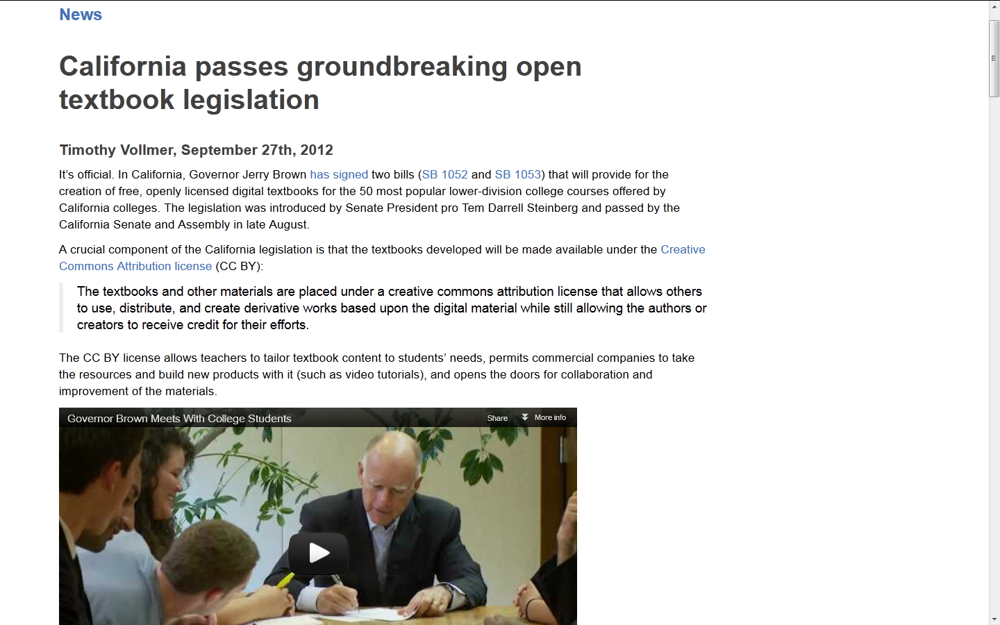 News
California passes groundbreaking open
textbook legislation
Timothy Vollmer, September 27th, 2012
It’s official. In California, Governor Jerry Brown has signed two bills (SB 1052 and SB 1053) that will provide for the
creation of free, openly licensed digital textbooks for the 50 most popular lower-division college courses offered by
California colleges. The legislation was introduced by Senate President pro Tem Darrell Steinberg and passed by the
California Senate and Assembly in late August.
A crucial component of the California legislation is that the textbooks developed will be made available under the Creative
Commons Attribution license (CC BY):
The textbooks and other materials are placed under a creative commons attribution license that allows others
to use, distribute, and create derivative works based upon the digital material while still allowing the authors or
creators to receive credit for their efforts.
The CC BY license allows teachers to tailor textbook content to students’ needs, permits commercial companies to take
the resources and build new products with it (such as video tutorials), and opens the doors for collaboration and
improvement of the materials.
Governor Brown Meets With College Students Share More info